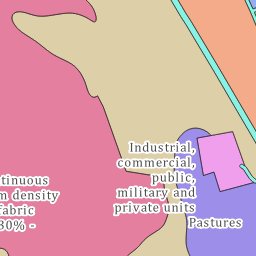 Industrial,
commercial,
public,
military and
private units
Pastures
tinuous
m density
fabric
30% -